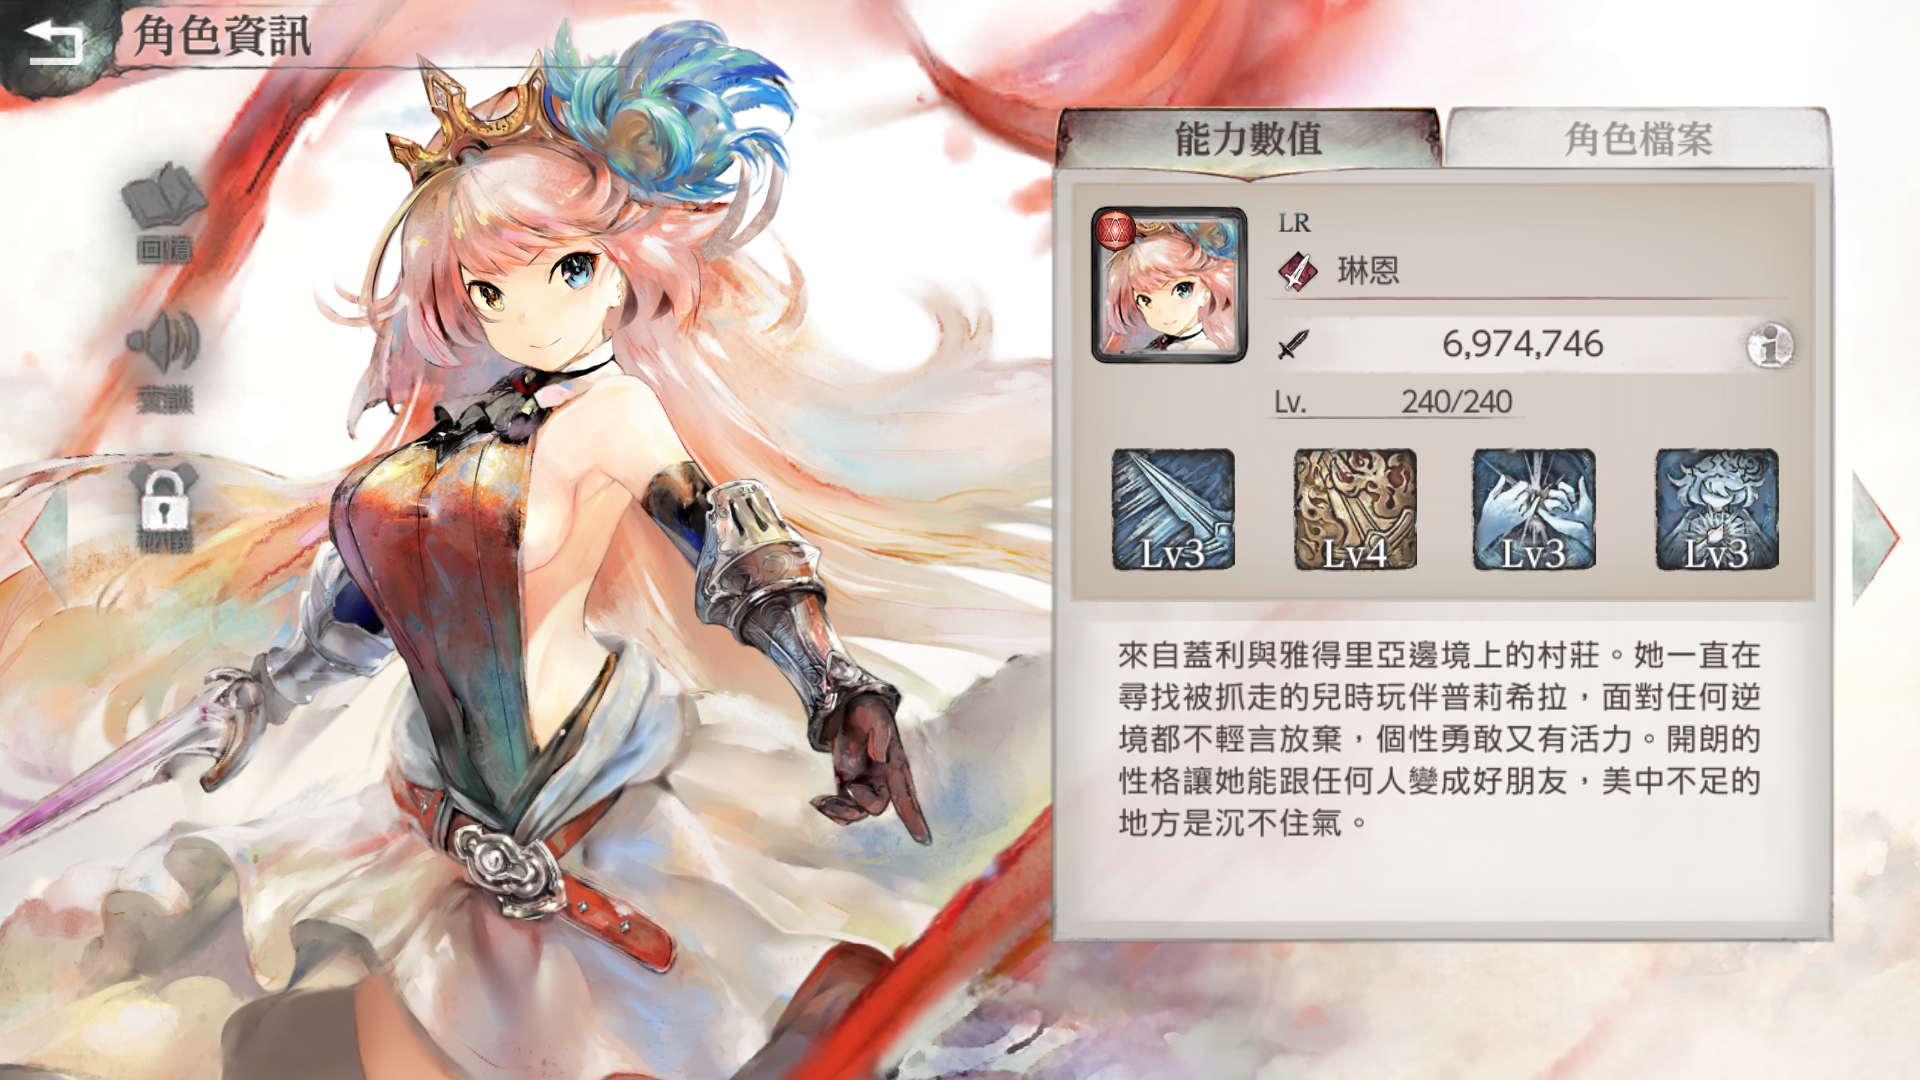 角色資訊
回憶
能力數值
角色檔案
LR
琳恩
6,974,746
Lv. 240/240
Lv3 Lv4 Lv3 Lv3
來自蓋利與雅得里亞邊境上的村莊。她一直在
尋找被抓走的兒時玩伴普莉希拉，面對任何逆
境都不輕言放棄，個性勇敢又有活力。開朗的
性格讓她能跟任何人變成好朋友，美中不足的
地方是沉不住氣。